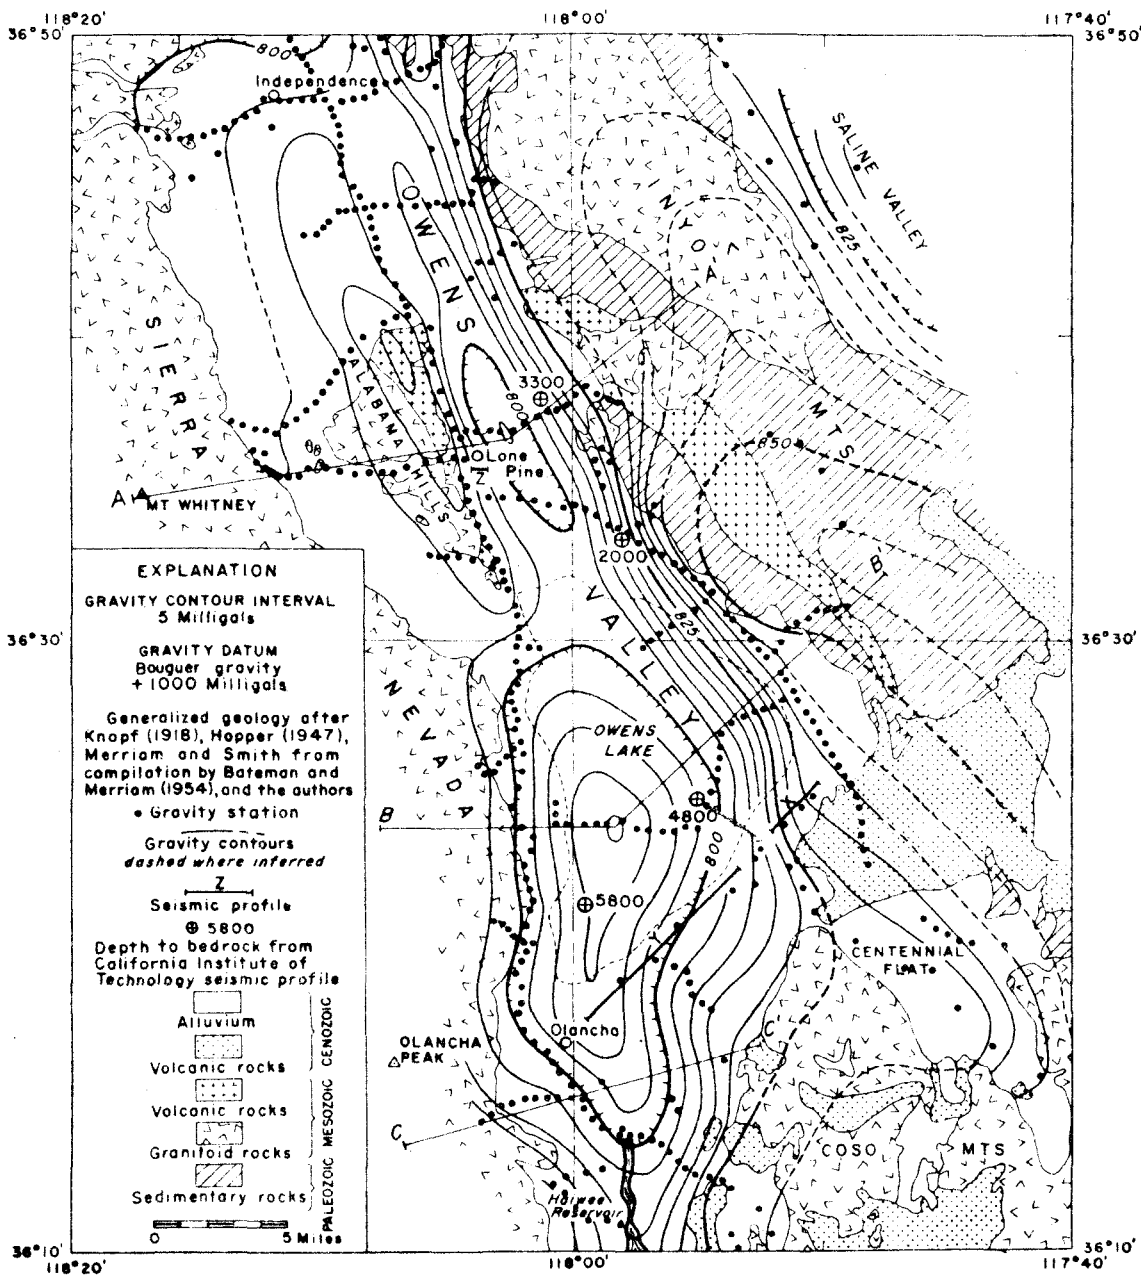 118°20'
118°00'
117°40'
36°50'
36°50'
800
Independence
SALINE VALLEY
825
INYO
MTS
OWENS
VALLEY
SIERRA
NEVADA
3300
800
ALABAMA HILLS
Lone Pine
Z
850
A
MT WHITNEY
A
2000
B
EXPLANATION
GRAVITY CONTOUR INTERVAL
5 Milligals
GRAVITY DATUM
Bouguer gravity
+1000 Milligals
Generalized geology after
Knopf (1918), Hopper (1947),
Merriam and Smith from
compilation by Bateman and
Merriam (1954), and the authors
Gravity station
Gravity contours
dashed where inferred
Z
Seismic profile
5800
Depth to bedrock from
California Institute of
Technology seismic profile
Alluvium
Volcanic rocks
Volcanic rocks
Granitoid rocks
Sedimentary rocks
CENOZOIC
MESOZOIC
PALEOZOIC
0 5 Miles
36°30'
36°30'
825
OWENS
LAKE
4800
B
X
800
5800
Y
CENTENNIAL
FLAT
Olancha
OLANCHA
PEAK
C
C
COSO MTS
Haiwee
Reservoir
36°10'
36°10'
118°20'
118°00'
117°40'